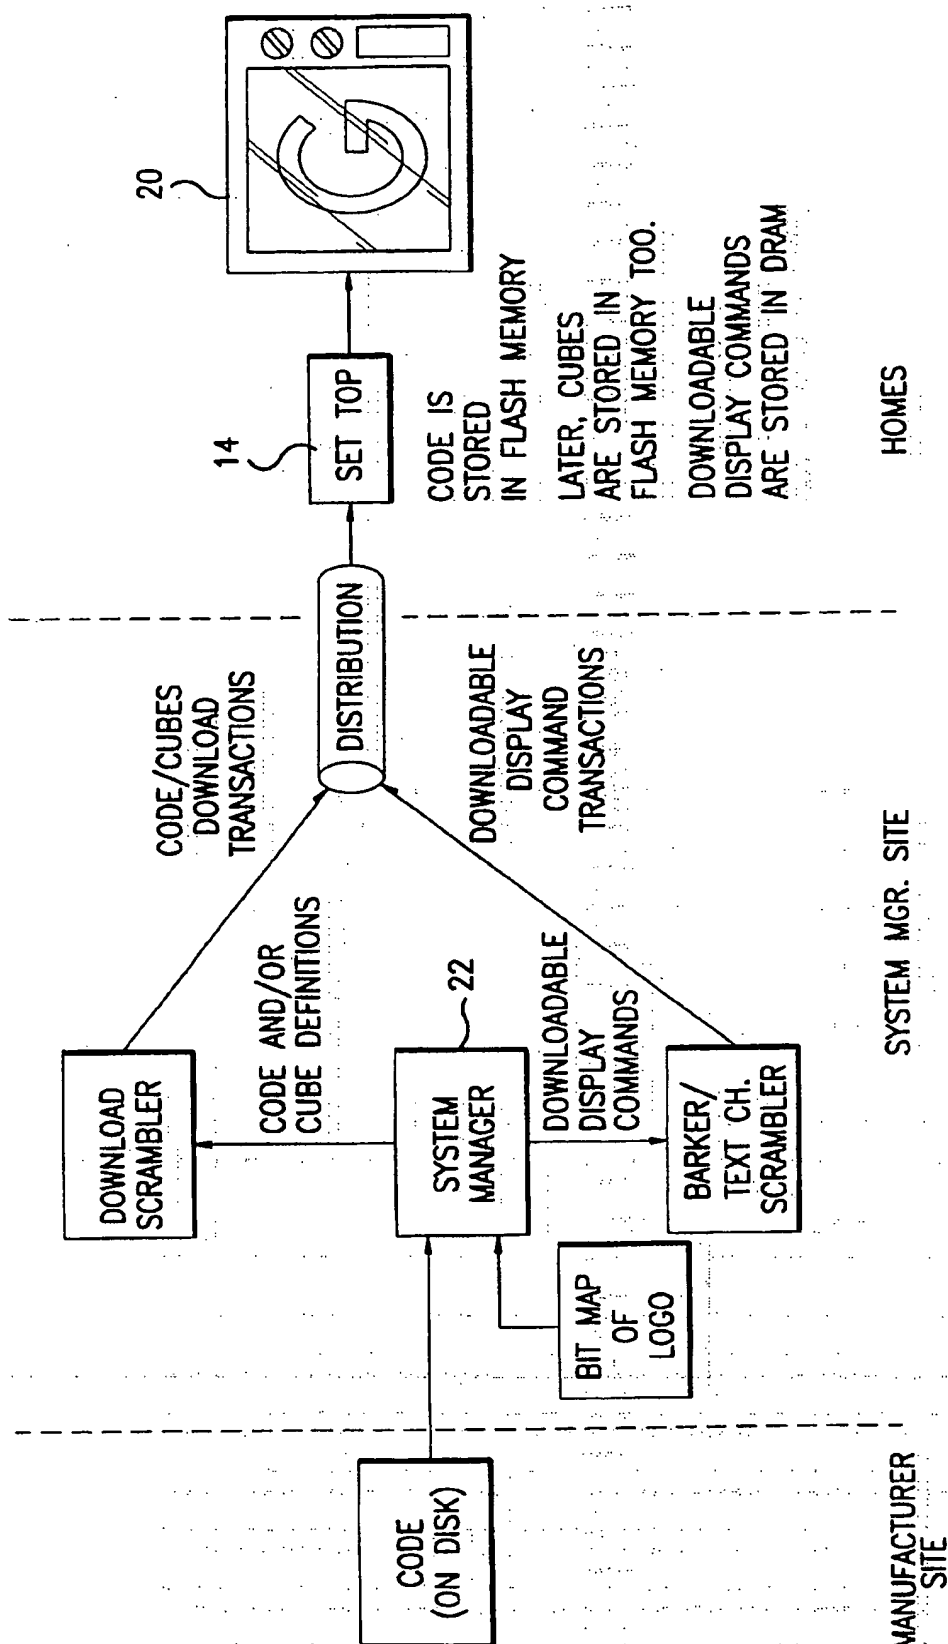 CODE
(ON DISK)
MANUFACTURER
SITE
BIT MAP
OF
LOGO
DOWNLOAD
SCRAMBLER
CODE AND/OR
CUBE DEFINITIONS
SYSTEM
MANAGER
22
DOWNLOADABLE
DISPLAY
COMMANDS
BARKER/
TEXT CH.
SCRAMBLER
SYSTEM MGR. SITE
CODE/CUBES
DOWNLOAD
TRANSACTIONS
DISTRIBUTION
DOWNLOADABLE
DISPLAY
COMMAND
TRANSACTIONS
14
SET TOP
20
G
CODE IS
STORED
IN FLASH MEMORY
LATER, CUBES
ARE STORED IN
FLASH MEMORY TOO.
DOWNLOADABLE
DISPLAY COMMANDS
ARE STORED IN DRAM
HOMES